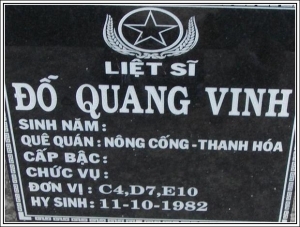 LIỆT SĨ
ĐỖ QUANG VINH
SINH NĂM :
QUÊ QUÁN : NÔNG CỐNG-THANH HÓA
CẤP BẬC :
CHỨC VỤ :
ĐƠN VỊ : C4,D7,E10
HY SINH : 11-10-1982